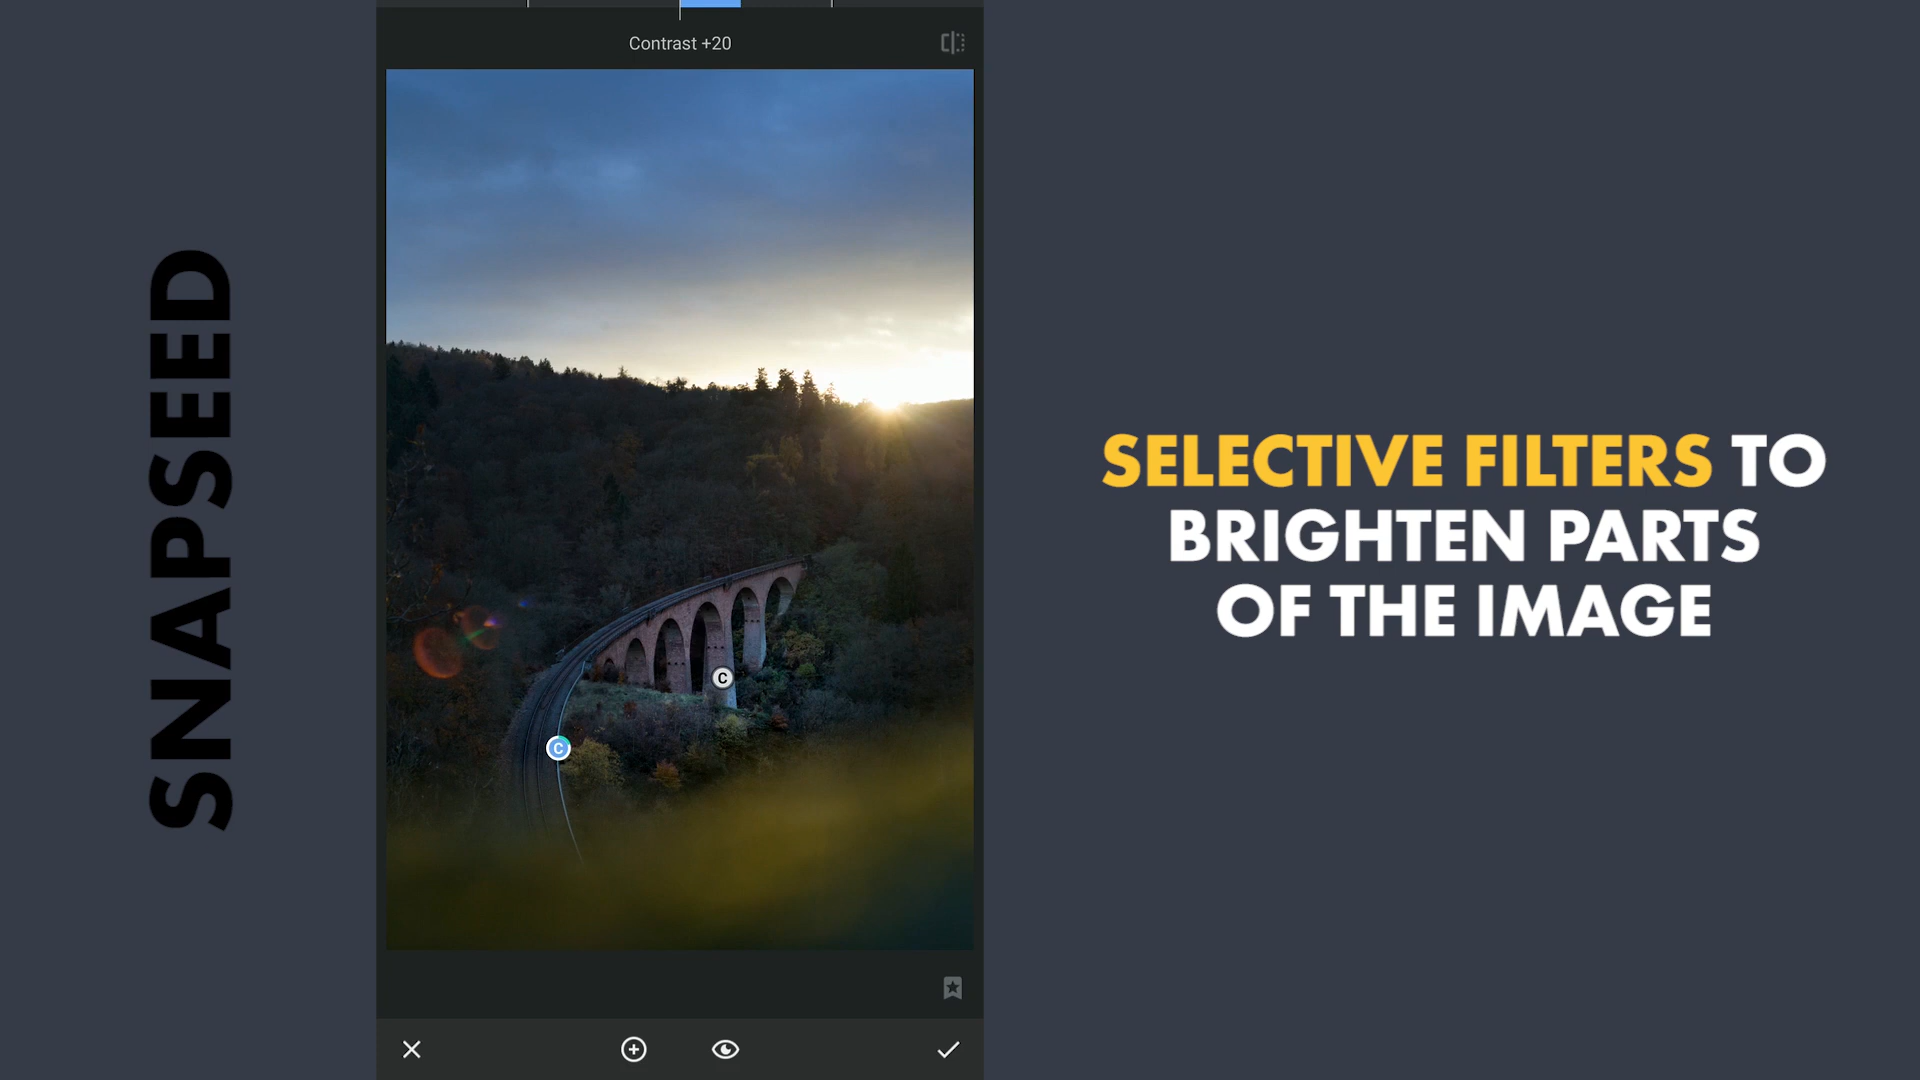 SNAPSEED
Contrast +20
C
C
SELECTIVE FILTERS TO
BRIGHTEN PARTS
OF THE IMAGE